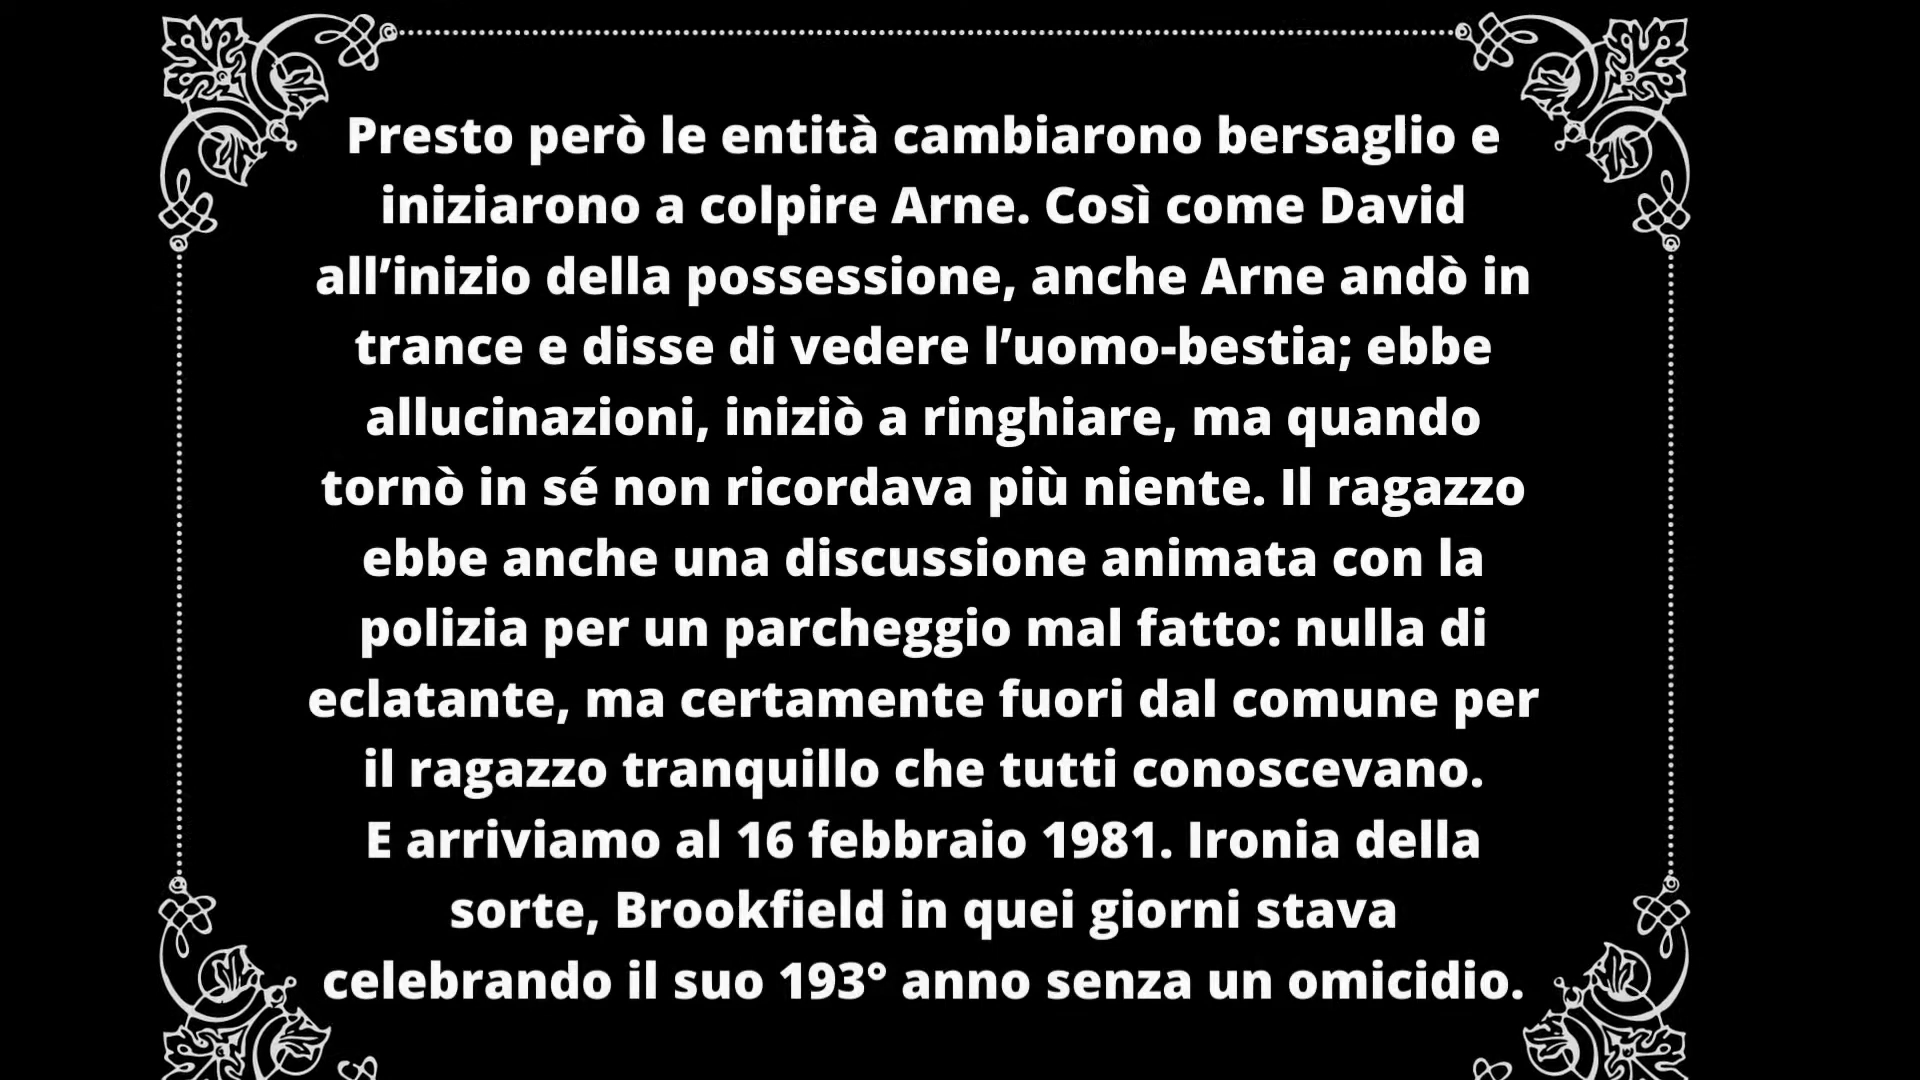 Presto però le entità cambiarono bersaglio e
iniziarono a colpire Arne. Così come David
all’inizio della possessione, anche Arne andò in
trance e disse di vedere l’uomo-bestia; ebbe
allucinazioni, iniziò a ringhiare, ma quando
tornò in sé non ricordava più niente. Il ragazzo
ebbe anche una discussione animata con la
polizia per un parcheggio mal fatto: nulla di
eclatante, ma certamente fuori dal comune per
il ragazzo tranquillo che tutti conoscevano.
E arriviamo al 16 febbraio 1981. Ironia della
sorte, Brookfield in quei giorni stava
celebrando il suo 193° anno senza un omicidio.